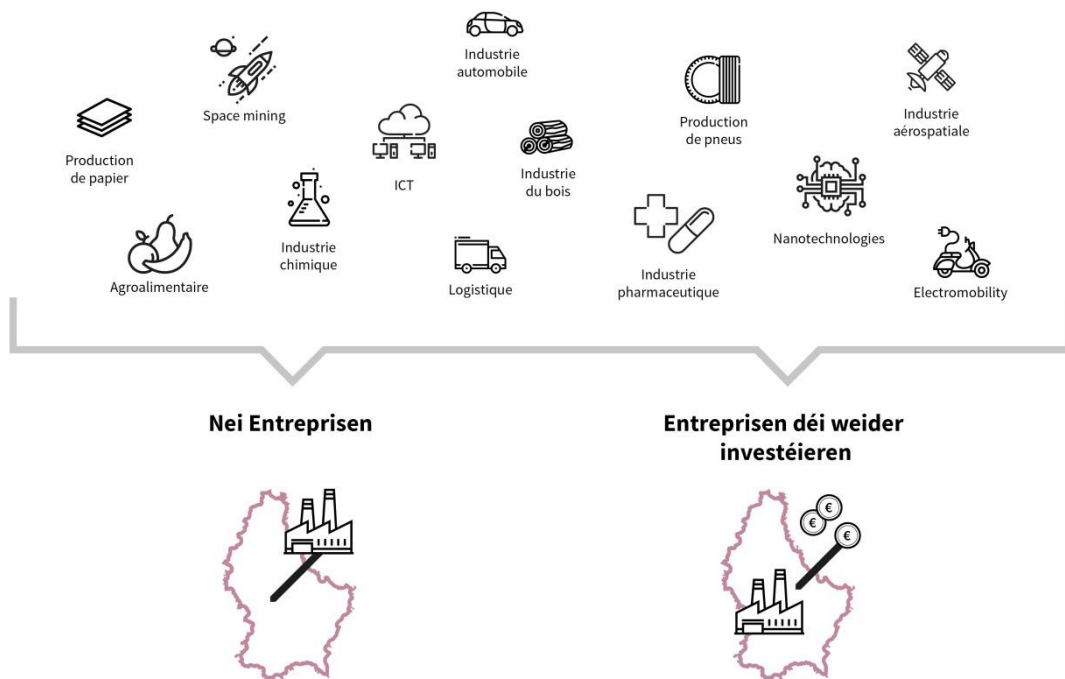 Industrie
automobile
Space mining
Production
de pneus
Industrie
aérospatiale
Production
de papier
ICT
Industrie
du bois
Industrie
chimique
Nanotechnologies
Agroalimentaire
Logistique
Industrie
pharmaceutique
Electromobility
Nei Entreprisen
Entreprisen déi weider
investéieren
€
€
€